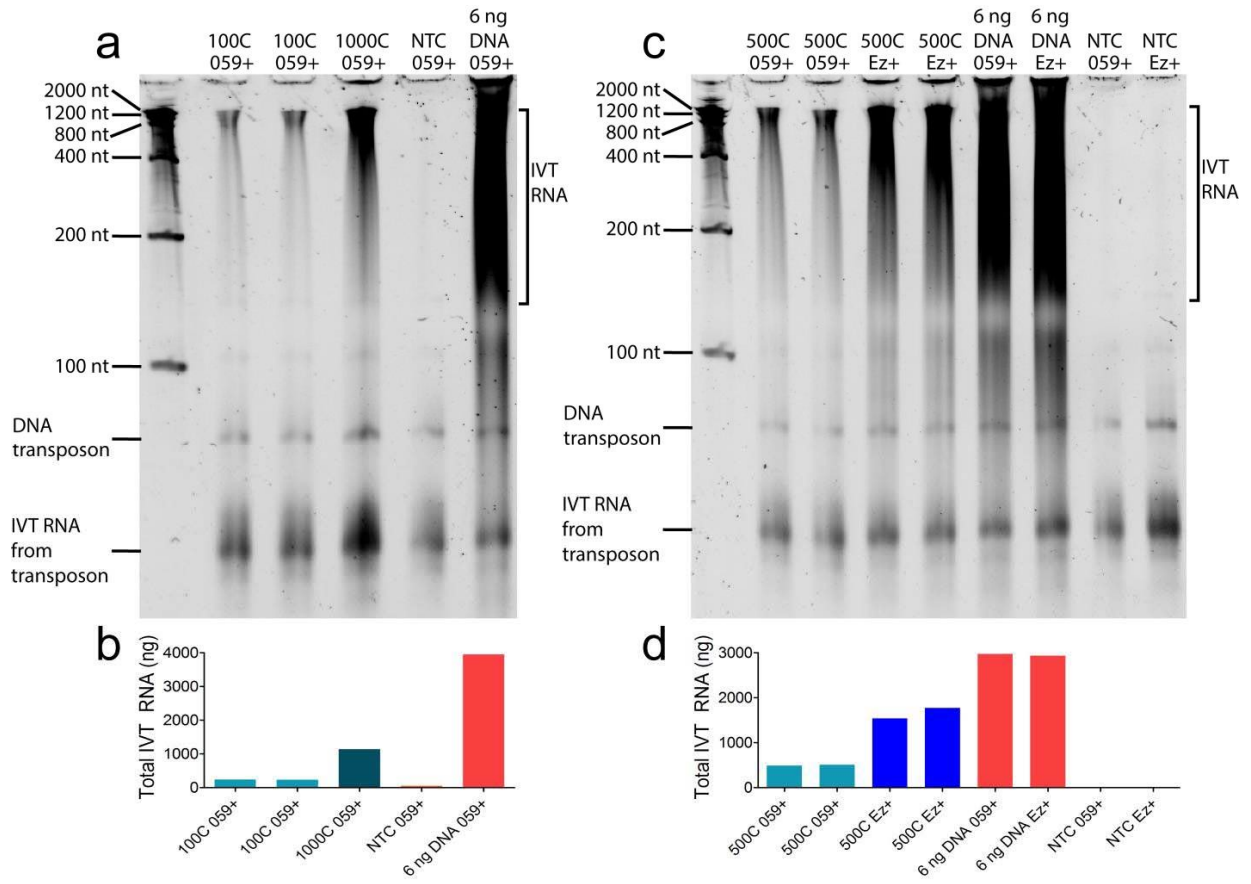 a
100C
059+
100C
059+
1000C
059+
NTC
059+
6 ng
DNA
059+
2000 nt
1200 nt
800 nt
400 nt
200 nt
100 nt
DNA
transposon
IVT RNA
from
transposon
IVT
RNA
b
Total IVT RNA (ng)
4000
3000
2000
1000
0
100C 059+
100C 059+
1000C 059+
NTC 059+
6 ng DNA 059+
c
500C
059+
500C
059+
500C
Ez+
500C
Ez+
6 ng
DNA
059+
6 ng
DNA
Ez+
NTC
059+
NTC
Ez+
2000 nt
1200 nt
800 nt
400 nt
200 nt
100 nt
DNA
transposon
IVT RNA
from
transposon
IVT
RNA
d
Total IVT RNA (ng)
3000
2000
1000
0
500C 059+
500C 059+
500C Ez+
500C Ez+
6 ng DNA 059+
6 ng DNA Ez+
NTC 059+
NTC Ez+